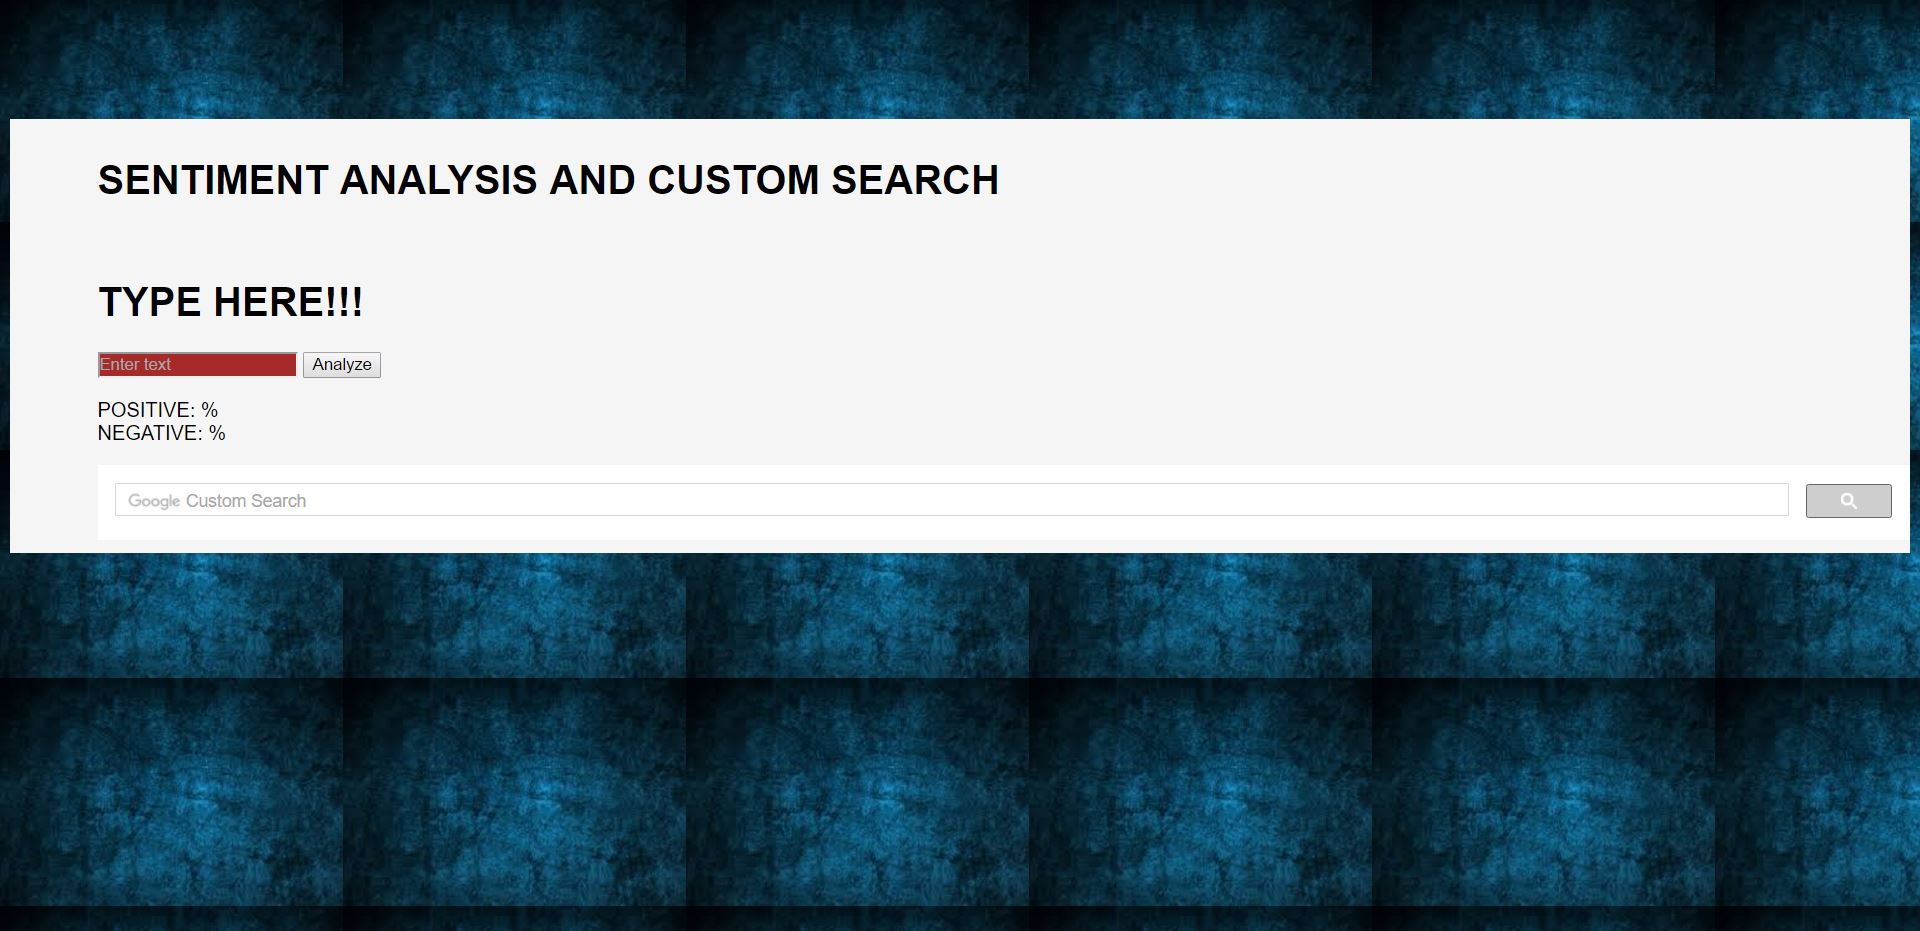 SENTIMENT ANALYSIS AND CUSTOM SEARCH
TYPE HERE!!!
Enter text Analyze
POSITIVE: %
NEGATIVE: %
Google Custom Search